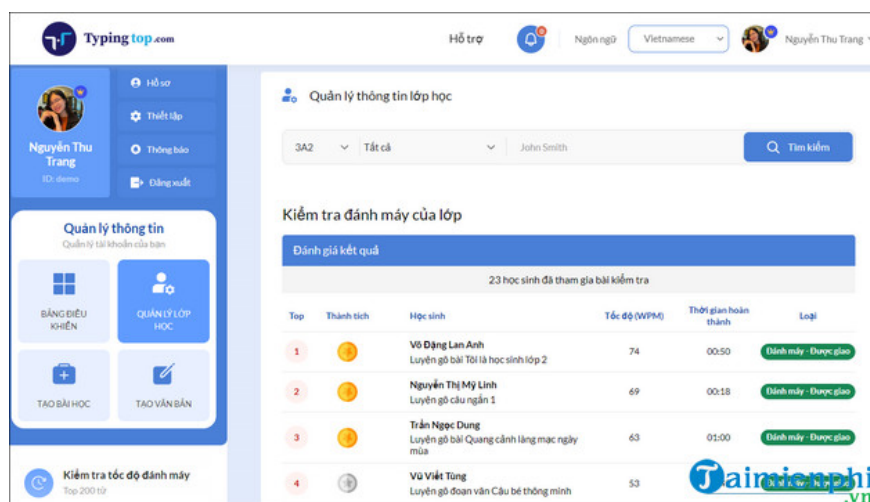 Typing top.com
Hỗ trợ
6
Ngôn ngữ
Vietnamese
Nguyễn Thu Trang
Nguyễn Thu Trang
ID: demo
Hồ sơ
Thiết lập
Thông báo
Đăng xuất
Quản lý thông tin
Quản lý tài khoản của bạn
BẢNG ĐIỀU KHIỂN
QUẢN LÝ LỚP HỌC
TẠO BÀI HỌC
TẠO VĂN BẢN
Kiểm tra tốc độ đánh máy
Top 200 từ
Quản lý thông tin lớp học
3A2
Tất cả
John Smith
Tìm kiếm
Kiểm tra đánh máy của lớp
Đánh giá kết quả
23 học sinh đã tham gia bài kiểm tra
Top Thành tích Học sinh Tốc độ (WPM) Thời gian hoàn thành Loại
1 Võ Đặng Lan Anh 74 00:50 Đánh máy - Được giao
Luyện gõ bài Tôi là học sinh lớp 2
2 Nguyễn Thị Mỹ Linh 69 00:18 Đánh máy - Được giao
Luyện gõ câu ngắn 1
3 Trần Ngọc Dung 63 01:00 Đánh máy - Được giao
Luyện gõ bài Quang cảnh làng mạc ngày
mùa
4 Vũ Viết Tùng 53
Luyện gõ đoạn văn Cậu bé thông minh
Taimienphi
.vn